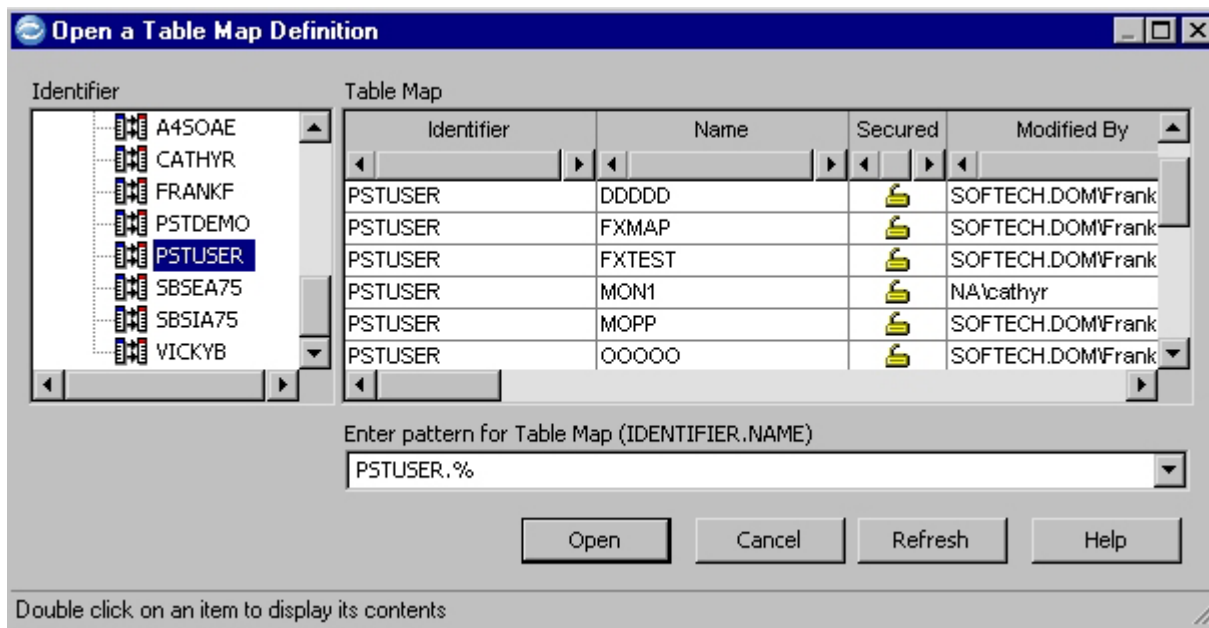 Open a Table Map Definition
Identifier
Table Map
A4SOAE
CATHYR
FRANKF
PSTDEMO
PSTUSER
SBSEA75
SBSIA75
VICKYB
Identifier Name Secured Modified By
PSTUSER DDDDD SOFTECH.DOM\Frank
PSTUSER FXMAP SOFTECH.DOM\Frank
PSTUSER FXTEST SOFTECH.DOM\Frank
PSTUSER MON1 NA\cathyr
PSTUSER MOPP SOFTECH.DOM\Frank
PSTUSER OOOOO SOFTECH.DOM\Frank
Enter pattern for Table Map (IDENTIFIER.NAME)
PSTUSER.%
Open Cancel Refresh Help
Double click on an item to display its contents